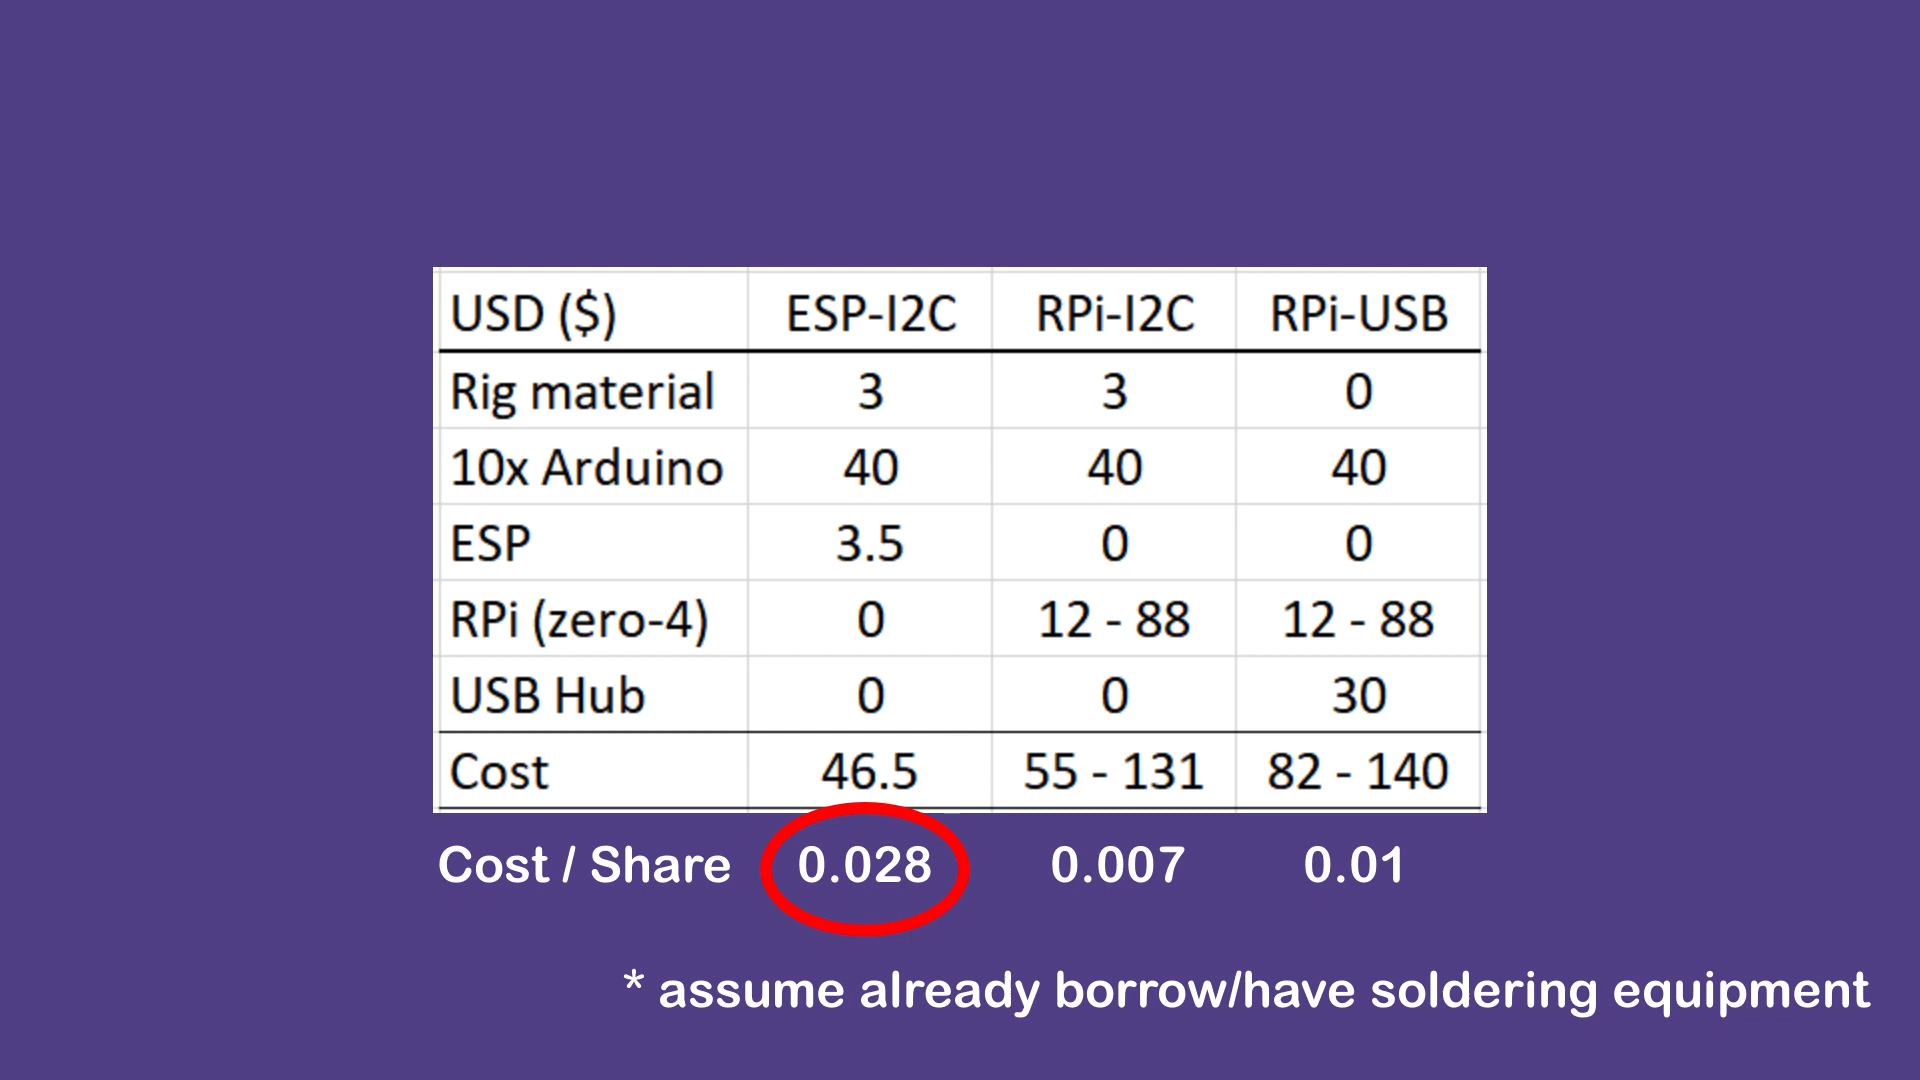 USD ($) ESP-I2C RPi-I2C RPi-USB
Rig material 3 3 0
10x Arduino 40 40 40
ESP 3.5 0 0
RPi (zero-4) 0 12 - 88 12 - 88
USB Hub 0 0 30
Cost 46.5 55 - 131 82 - 140
Cost / Share 0.028 0.007 0.01
* assume already borrow/have soldering equipment